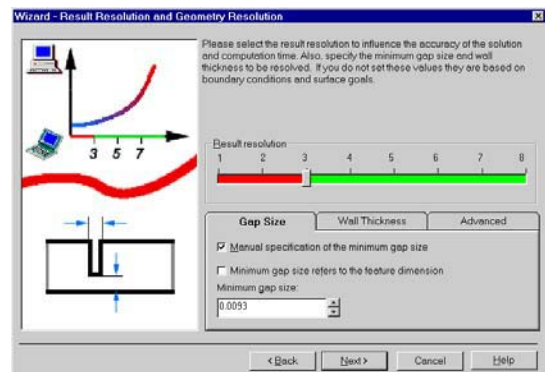 Wizard - Result Resolution and Geometry Resolution
Please select the result resolution to influence the accuracy of the solution
and computation time. Also, specify the minimum gap size and wall
thickness to be resolved. If you do not set these values they are based on
boundary conditions and surface goals.
3 5 7
Result resolution
1 2 3 4 5 6 7 8
Gap Size Wall Thickness Advanced
Manual specification of the minimum gap size
Minimum gap size refers to the feature dimension
Minimum gap size:
0.0093
< Back Next > Cancel Help